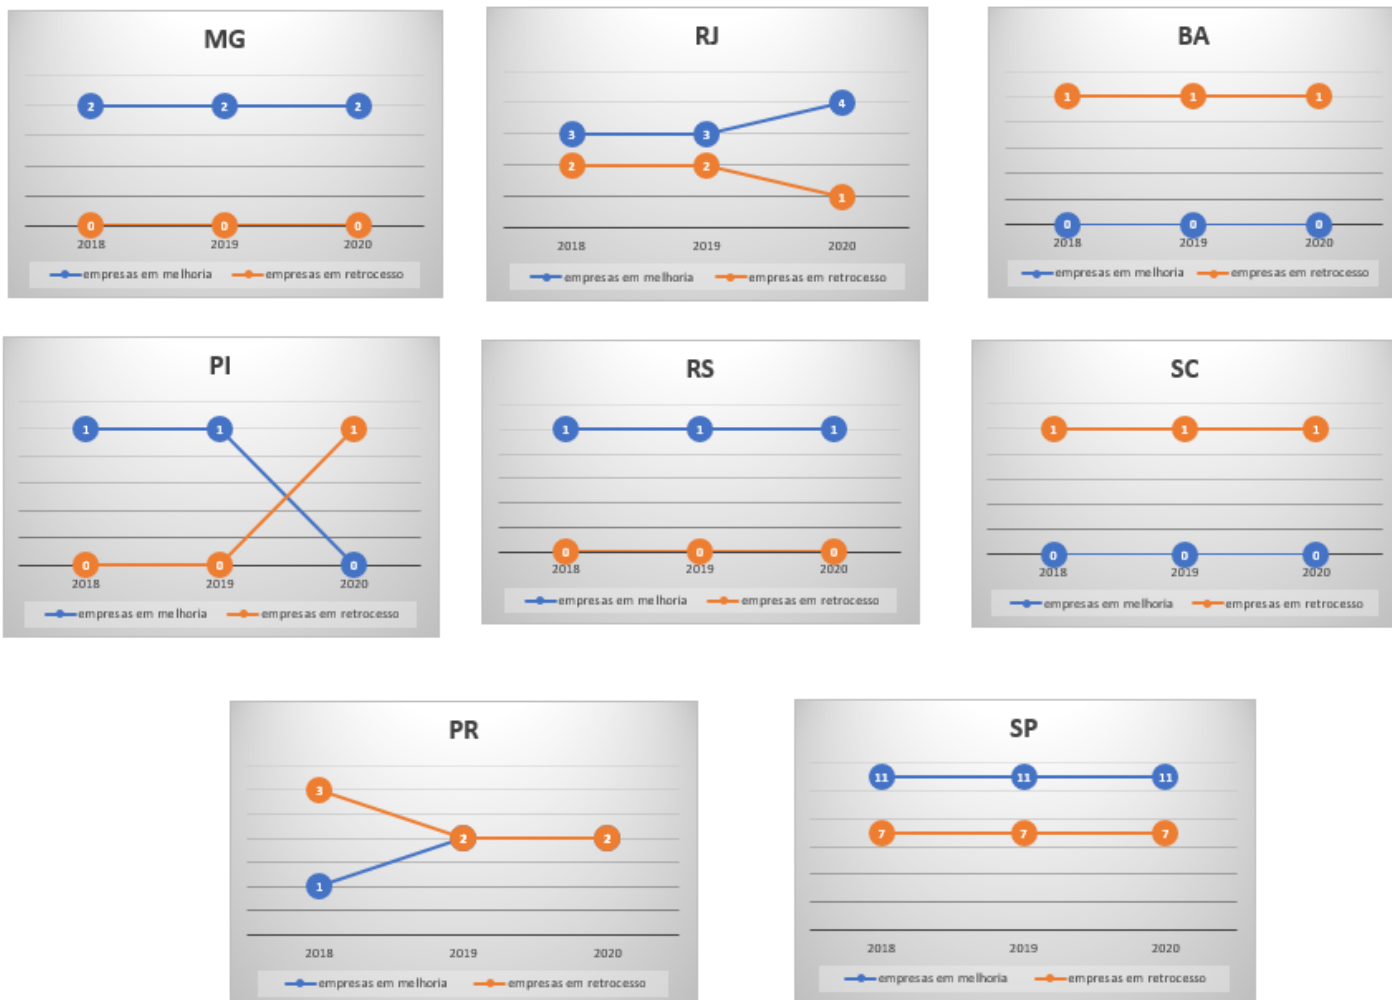 MG
2 2 2
0 0 0
2018 2019 2020
empresas em melhoria empresas em retrocesso
RJ
4
3 3
2 2
1
2018 2019 2020
empresas em melhoria empresas em retrocesso
BA
1 1 1
0 0 0
2018 2019 2020
empresas em melhoria empresas em retrocesso
PI
1 1 1
0 0 0
2018 2019 2020
empresas em melhoria empresas em retrocesso
RS
1 1 1
0 0 0
2018 2019 2020
empresas em melhoria empresas em retrocesso
SC
1 1 1
0 0 0
2018 2019 2020
empresas em melhoria empresas em retrocesso
PR
3
2 2
1
2018 2019 2020
empresas em melhoria empresas em retrocesso
SP
11 11 11
7 7 7
2018 2019 2020
empresas em melhoria empresas em retrocesso